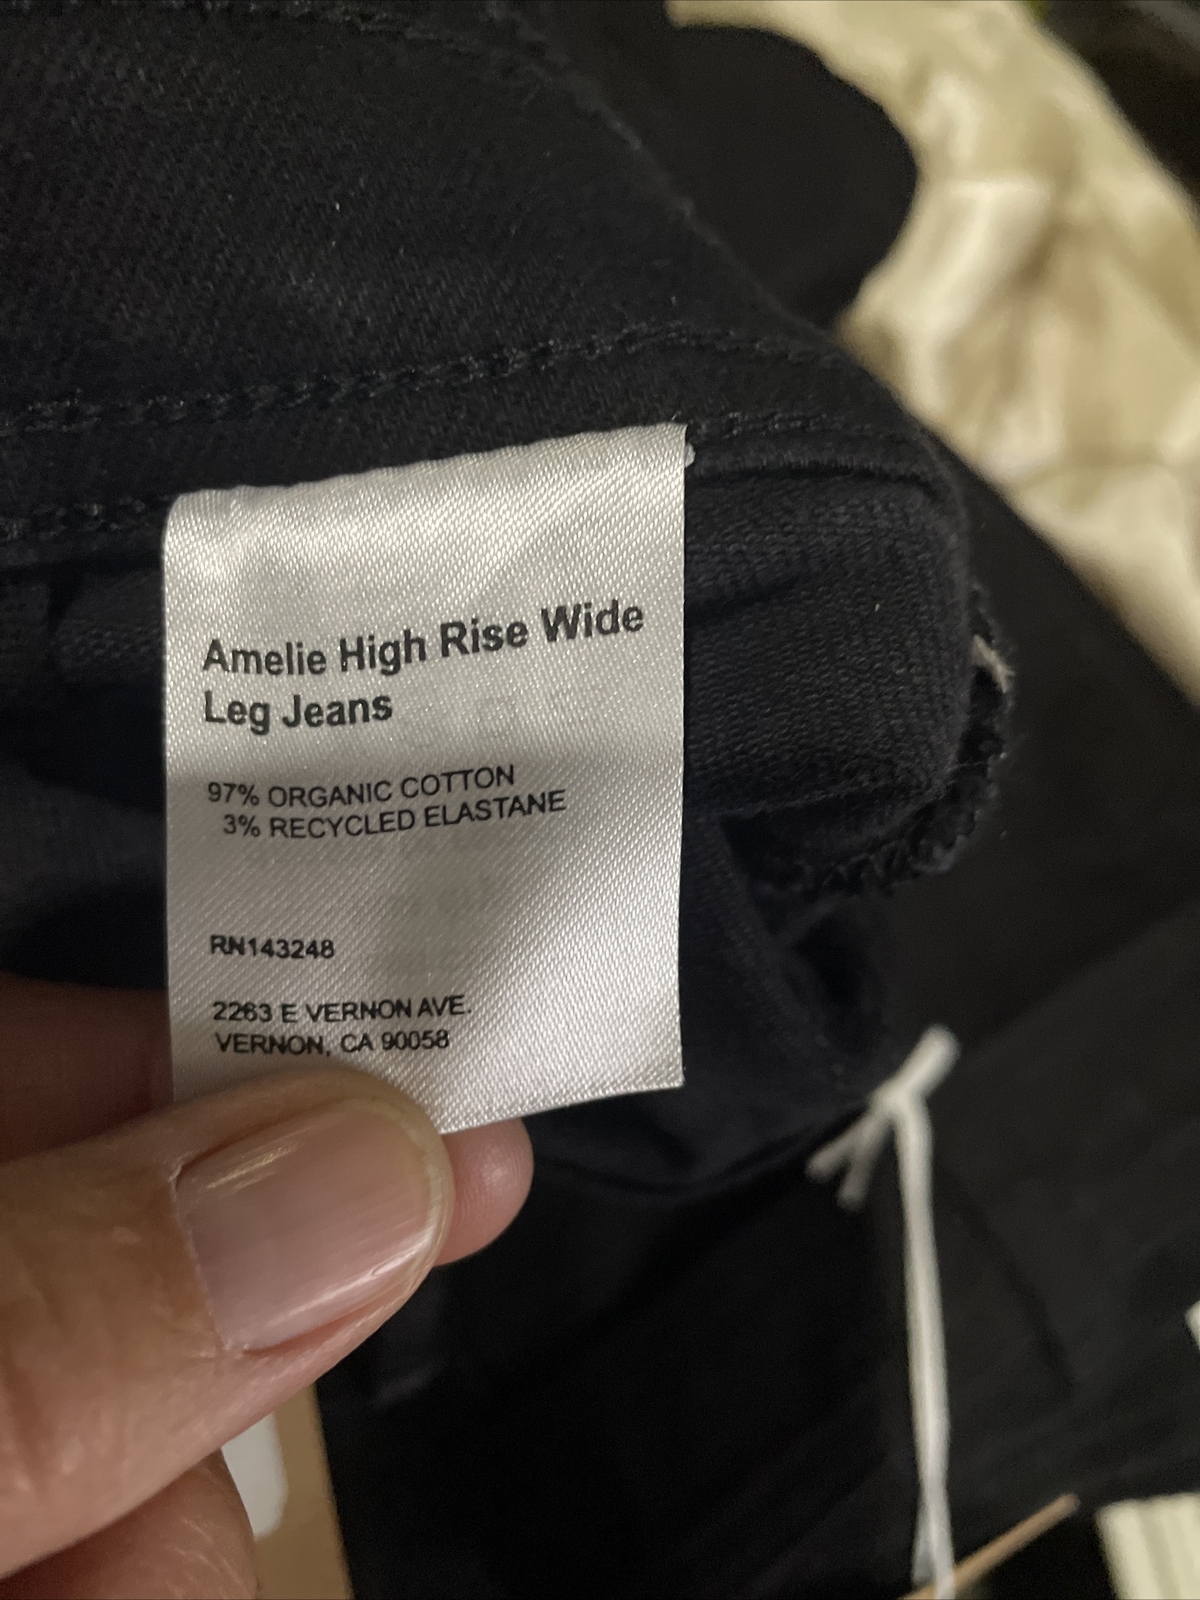 Amelie High Rise Wide
Leg Jeans
97% ORGANIC COTTON
3% RECYCLED ELASTANE
RN143248
2263 E VERNON AVE.
VERNON, CA 90058